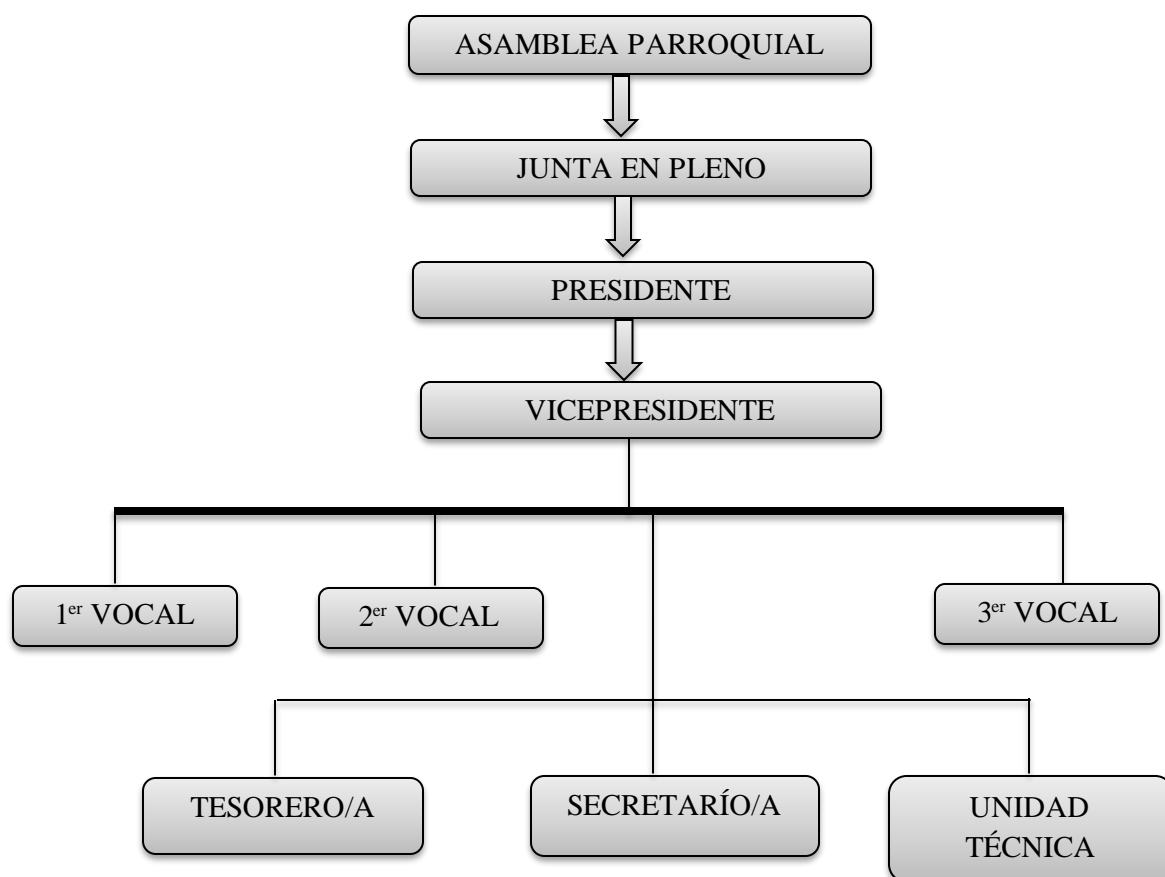 ASAMBLEA PARROQUIAL
JUNTA EN PLENO
PRESIDENTE
VICEPRESIDENTE
1er VOCAL
2er VOCAL
3er VOCAL
TESORERO/A
SECRETARÍO/A
UNIDAD
TÉCNICA